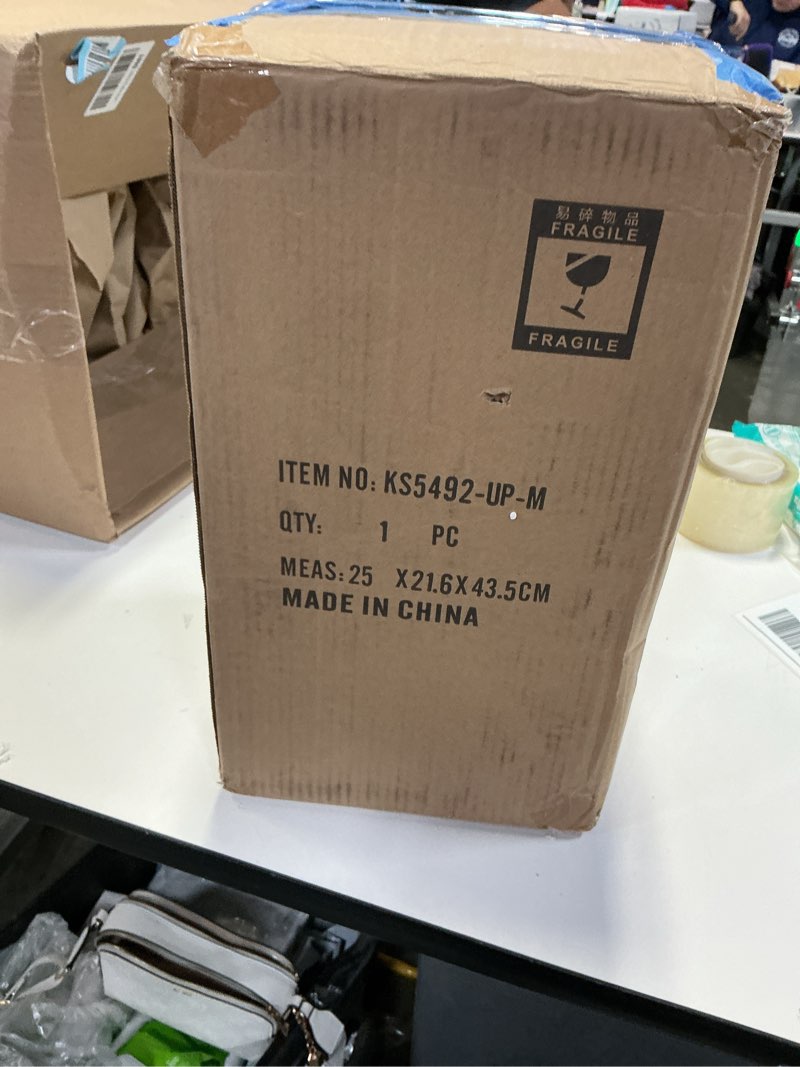 易碎物品
FRAGILE
FRAGILE
ITEM NO: KS5492-UP-M
QTY: 1 PC
MEAS: 25 X21.6X43.5CM
MADE IN CHINA